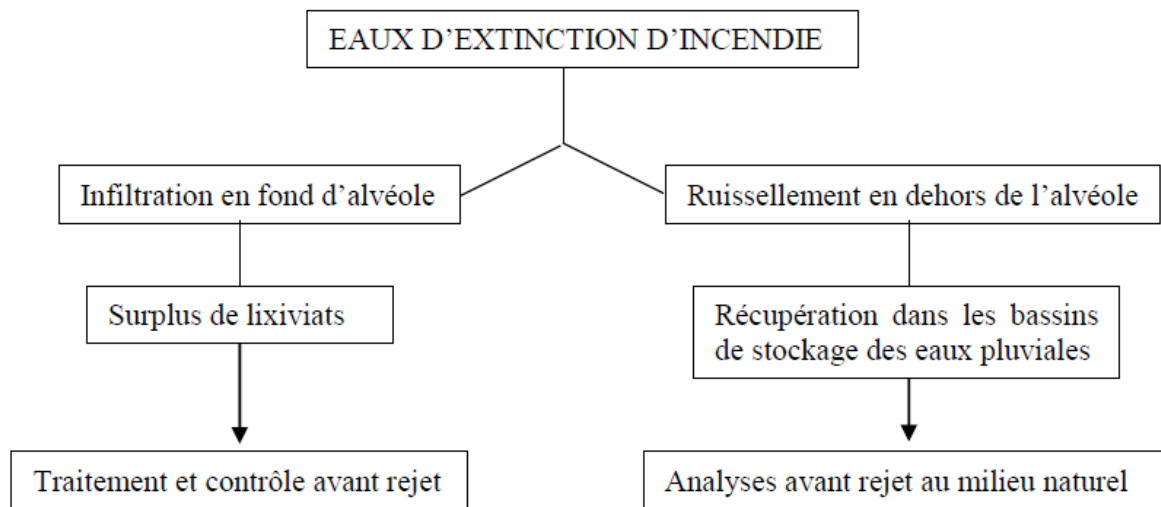 EAUX D’EXTINCTION D’INCENDIE
Infiltration en fond d’alvéole
Ruissellement en dehors de l’alvéole
Surplus de lixiviats
Récupération dans les bassins
de stockage des eaux pluviales
Traitement et contrôle avant rejet
Analyses avant rejet au milieu naturel